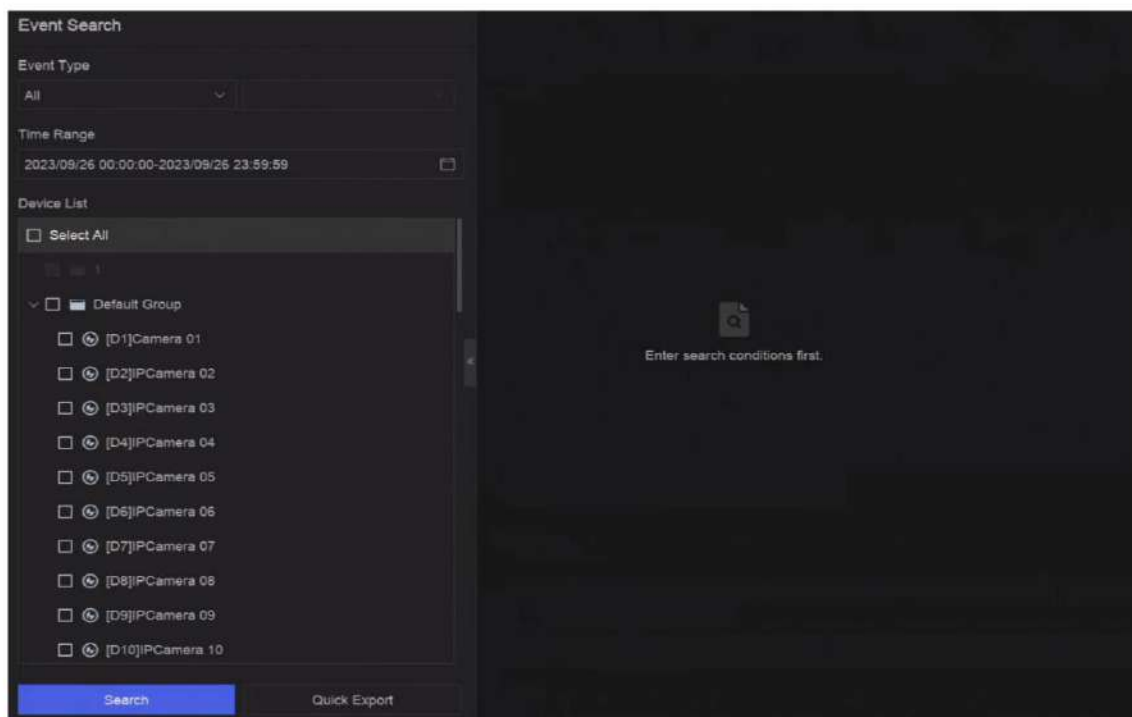 Event Search
Event Type
All
Time Range
2023/09/26 00:00:00-2023/09/26 23:59:59
Device List
Select All
1
Default Group
[D1]Camera 01
[D2]IPCamera 02
[D3]IPCamera 03
[D4]IPCamera 04
[D5]IPCamera 05
[D6]IPCamera 06
[D7]IPCamera 07
[D8]IPCamera 08
[D9]IPCamera 09
[D10]IPCamera 10
Search Quick Export
Enter search conditions first.